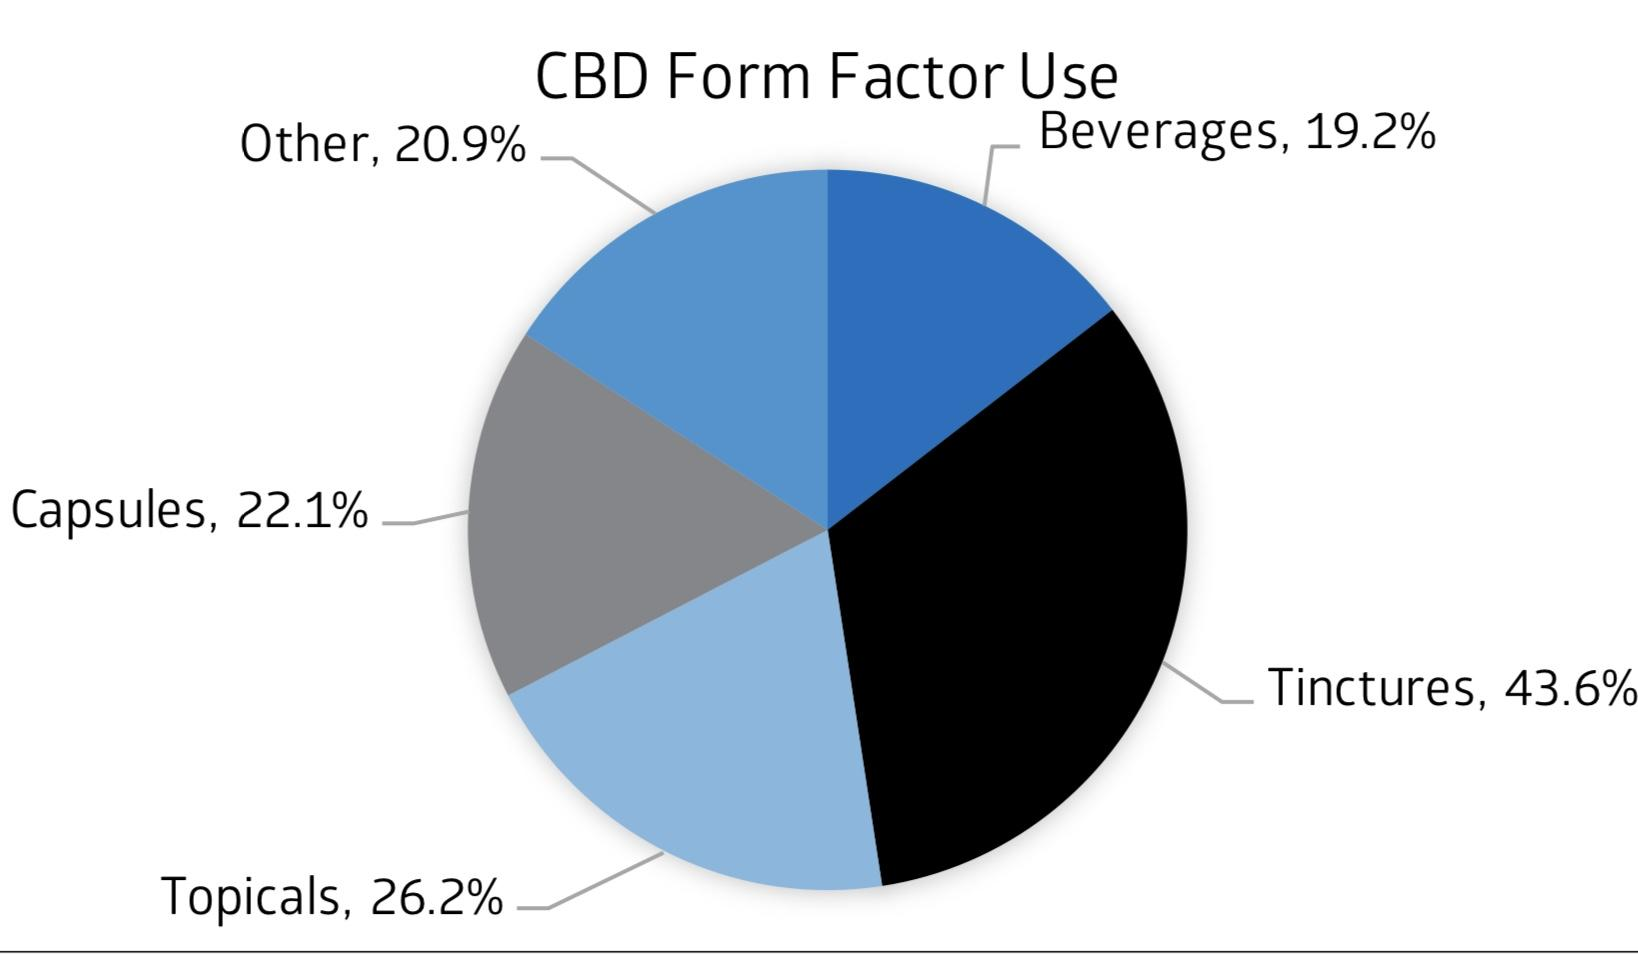 CBD Form Factor Use
Other, 20.9%
Beverages, 19.2%
Capsules, 22.1%
Tinctures, 43.6%
Topicals, 26.2%